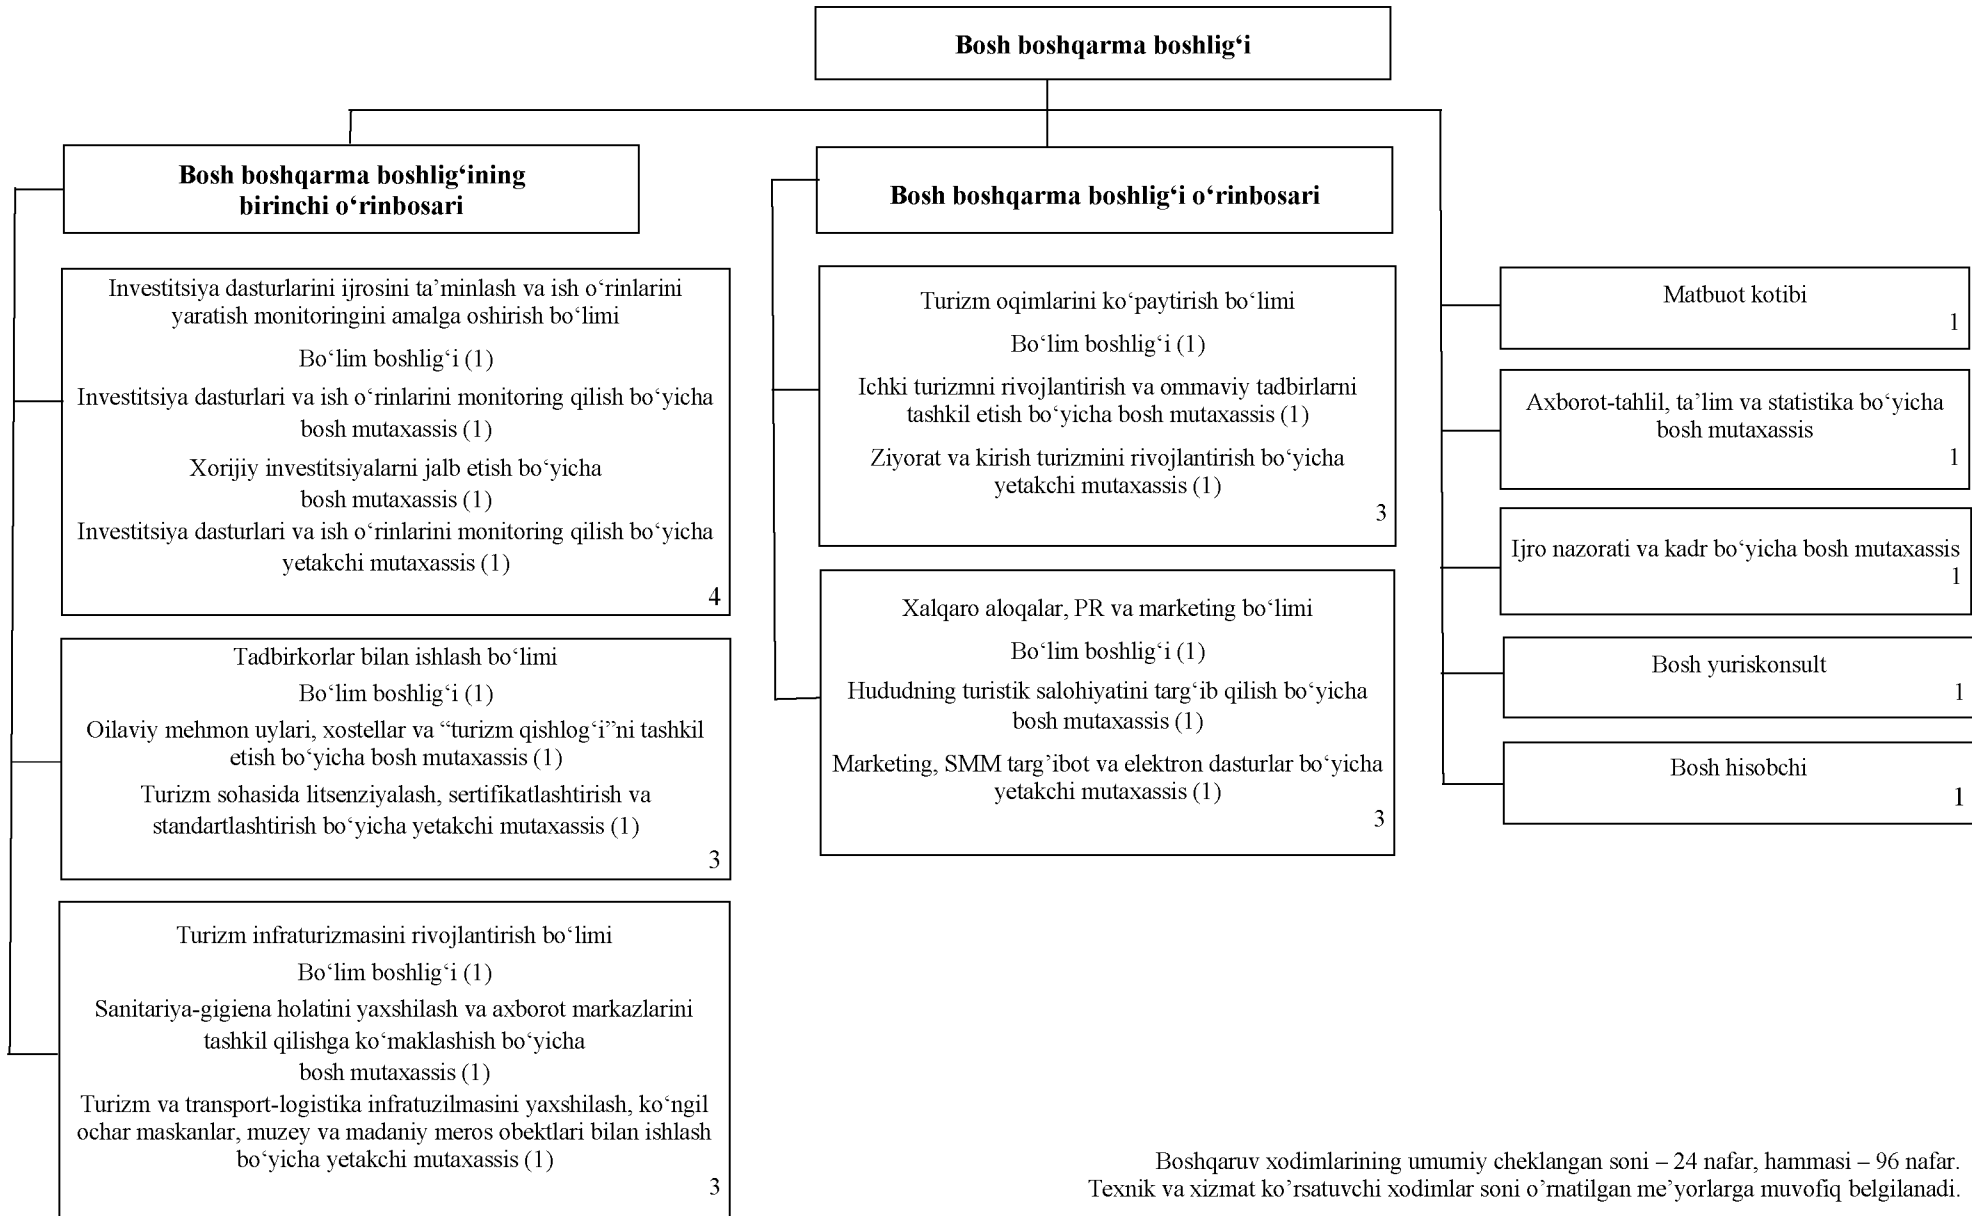 Bosh boshqarma boshlig‘i
Bosh boshqarma boshlig‘ining
birinchi o‘rinbosari
Investitsiya dasturlarini ijrosini ta’minlash va ish o‘rinlarini
yaratish monitoringini amalga oshirish bo‘limi
Bo‘lim boshlig‘i (1)
Investitsiya dasturlari va ish o‘rinlarini monitoring qilish bo‘yicha
bosh mutaxassis (1)
Xorijiy investitsiyalarni jalb etish bo‘yicha
bosh mutaxassis (1)
Investitsiya dasturlari va ish o‘rinlarini monitoring qilish bo‘yicha
yetakchi mutaxassis (1)
4
Tadbirkorlar bilan ishlash bo‘limi
Bo‘lim boshlig‘i (1)
Oilaviy mehmon uylari, xostellar va “turizm qishlog‘i”ni tashkil
etish bo‘yicha bosh mutaxassis (1)
Turizm sohasida litsenziyalash, sertifikatlashtirish va
standartlashtirish bo‘yicha yetakchi mutaxassis (1)
3
Turizm infraturizmasini rivojlantirish bo‘limi
Bo‘lim boshlig‘i (1)
Sanitariya-gigiena holatini yaxshilash va axborot markazlarini
tashkil qilishga ko‘maklashish bo‘yicha
bosh mutaxassis (1)
Turizm va transport-logistika infratuzilmasini yaxshilash, ko‘ngil
ochar maskanlar, muzey va madaniy meros obektlari bilan ishlash
bo‘yicha yetakchi mutaxassis (1)
3
Bosh boshqarma boshlig‘i o‘rinbosari
Turizm oqimlarini ko‘paytirish bo‘limi
Bo‘lim boshlig‘i (1)
Ichki turizmni rivojlantirish va ommaviy tadbirlarni
tashkil etish bo‘yicha bosh mutaxassis (1)
Ziyorat va kirish turizmini rivojlantirish bo‘yicha
yetakchi mutaxassis (1)
3
Xalqaro aloqalar, PR va marketing bo‘limi
Bo‘lim boshlig‘i (1)
Hududning turistik salohiyatini targ‘ib qilish bo‘yicha
bosh mutaxassis (1)
Marketing, SMM targ’ibot va elektron dasturlar bo‘yicha
yetakchi mutaxassis (1)
3
Matbuot kotibi
1
Axborot-tahlil, ta’lim va statistika bo‘yicha
bosh mutaxassis
1
Ijro nazorati va kadr bo‘yicha bosh mutaxassis
1
Bosh yuriskonsult
1
Bosh hisobchi
1
Boshqaruv xodimlarining umumiy cheklangan soni – 24 nafar, hammasi – 96 nafar.
Texnik va xizmat ko’rsatuvchi xodimlar soni o’rnatilgan me’yorlarga muvofiq belgilanadi.